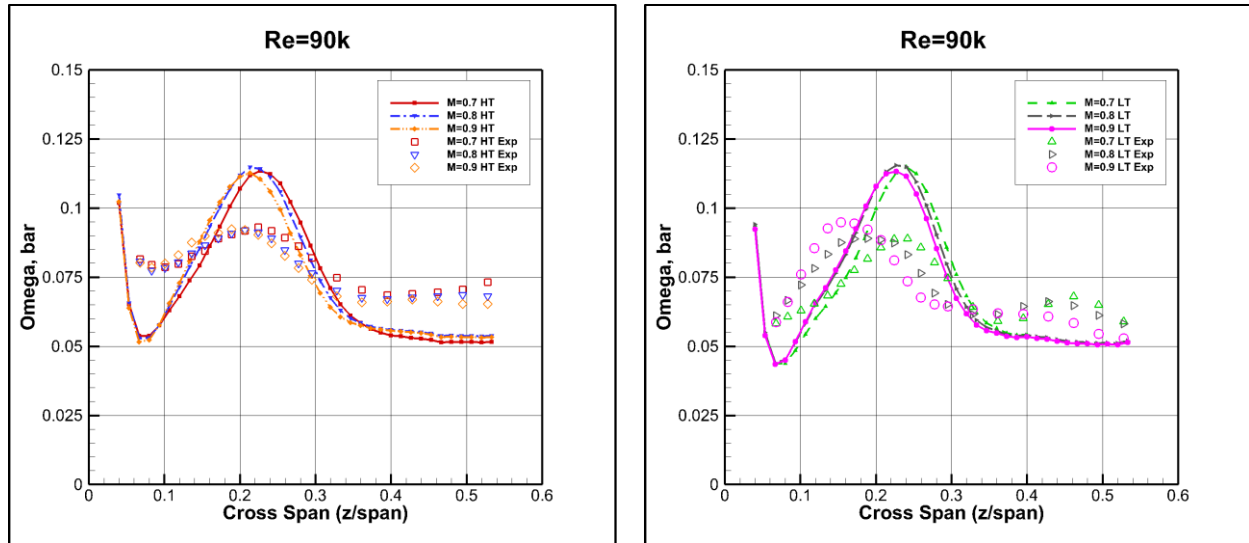 Re=90k
0.15
0.125
0.1
0.075
0.05
0.025
0
Omega, bar
M=0.7 HT
M=0.8 HT
M=0.9 HT
M=0.7 HT Exp
M=0.8 HT Exp
M=0.9 HT Exp
0 0.1 0.2 0.3 0.4 0.5 0.6
Cross Span (z/span)
Re=90k
0.15
0.125
0.1
0.075
0.05
0.025
0
Omega, bar
M=0.7 LT
M=0.8 LT
M=0.9 LT
M=0.7 LT Exp
M=0.8 LT Exp
M=0.9 LT Exp
0 0.1 0.2 0.3 0.4 0.5 0.6
Cross Span (z/span)